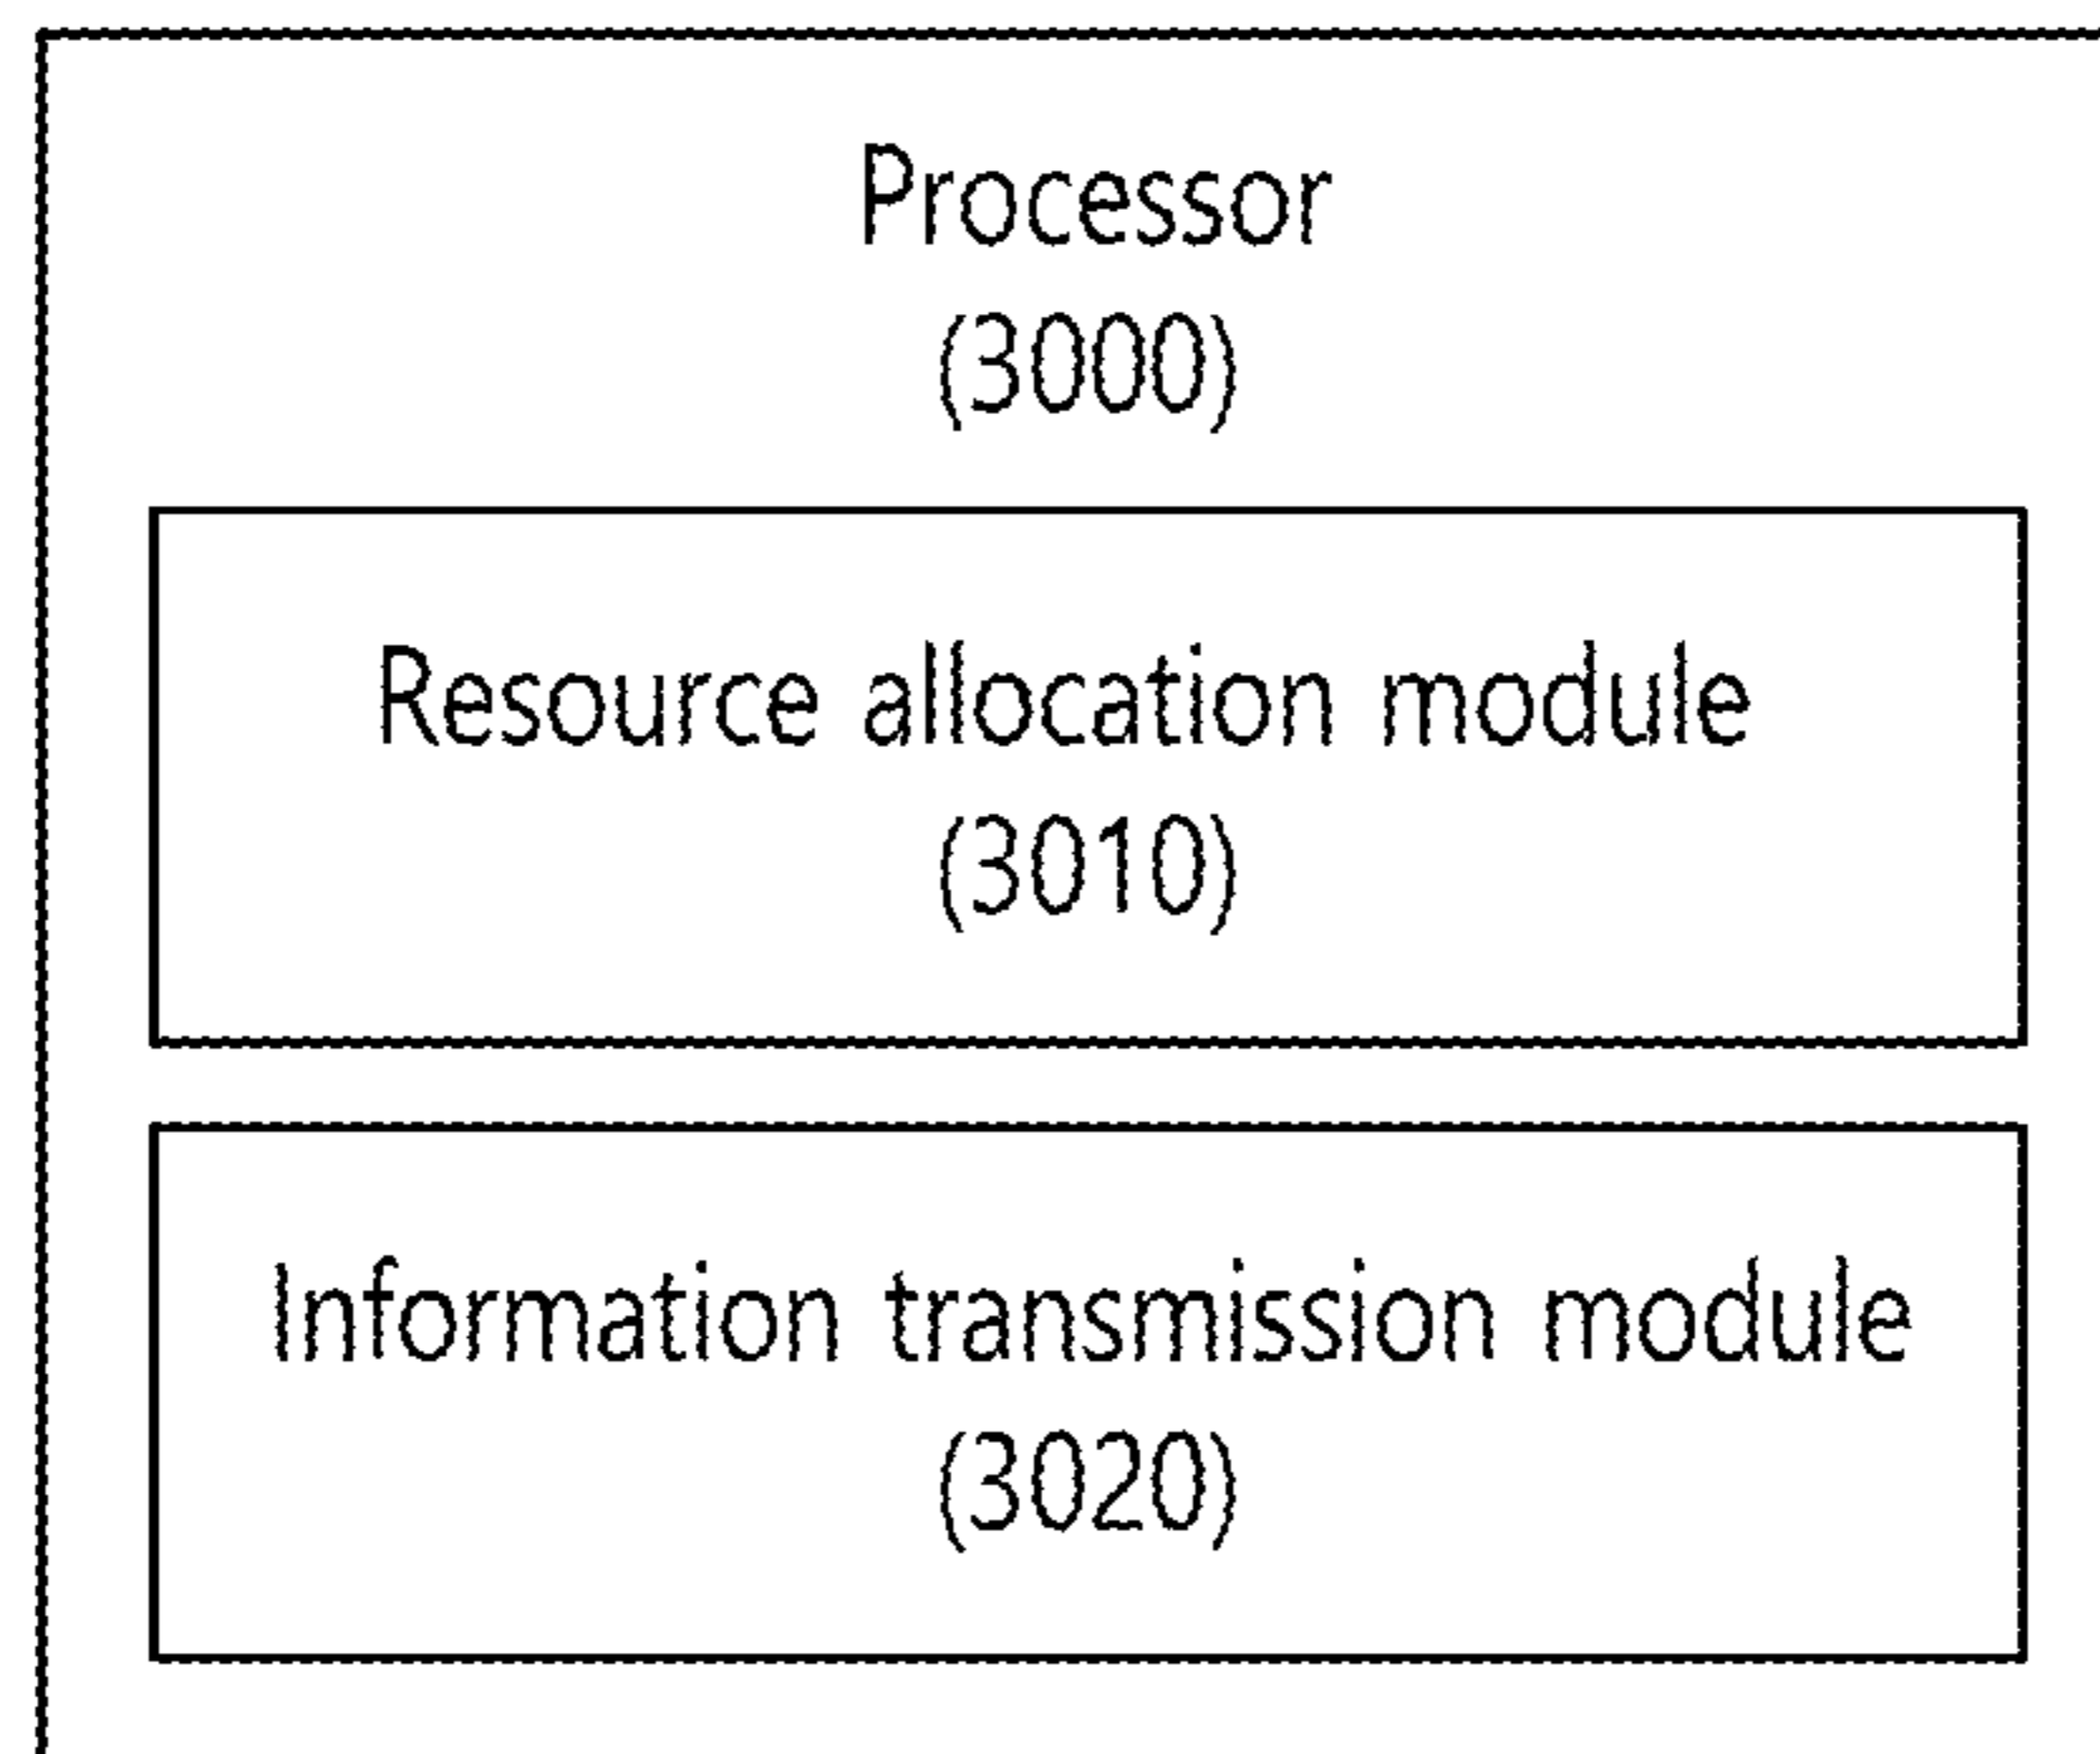 Processor
(3000)
Resource allocation module
(3010)
Information transmission module
(3020)